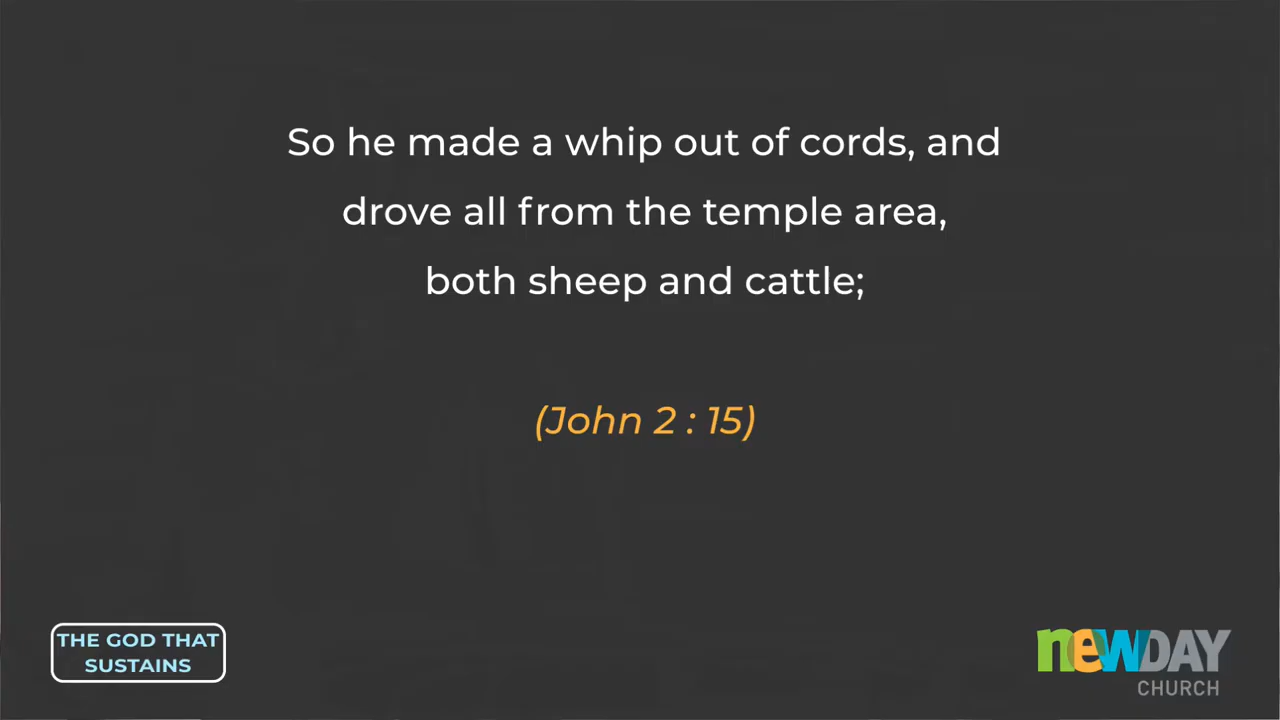 So he made a whip out of cords, and
drove all from the temple area,
both sheep and cattle;
(John 2 : 15)
THE GOD THAT
SUSTAINS
newDAY
CHURCH